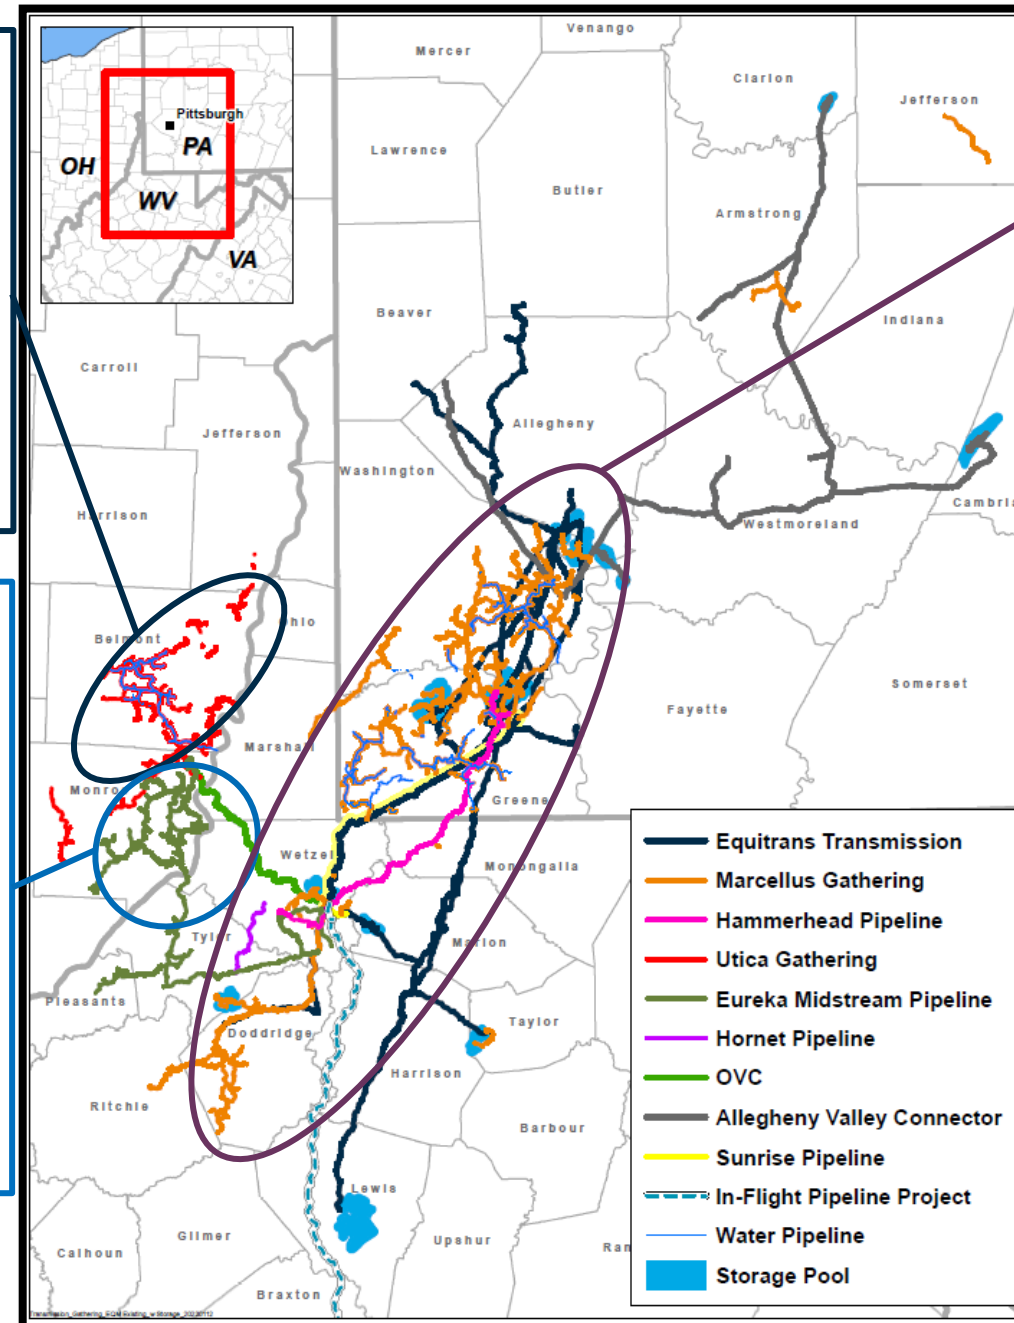 Venango
Mercer
Clarion
Jefferson
Pittsburgh
PA
OH
WV
VA
Lawrence
Butler
Armstrong
Beaver
Indiana
Carroll
Allegheny
Jefferson
Washington
Harrison
Westmoreland
Cambria
Ohio
Belmont
Somerset
Fayette
Marshall
Monroe
Greene
Wetzel
Monongalia
Tyler
Marion
Pleasants
Taylor
Doddridge
Harrison
Ritchie
Barbour
Lewis
Gilmer
Upshur
Ran
Calhoun
Braxton
Equitrans Transmission
Marcellus Gathering
Hammerhead Pipeline
Utica Gathering
Eureka Midstream Pipeline
Hornet Pipeline
OVC
Allegheny Valley Connector
Sunrise Pipeline
In-Flight Pipeline Project
Water Pipeline
Storage Pool